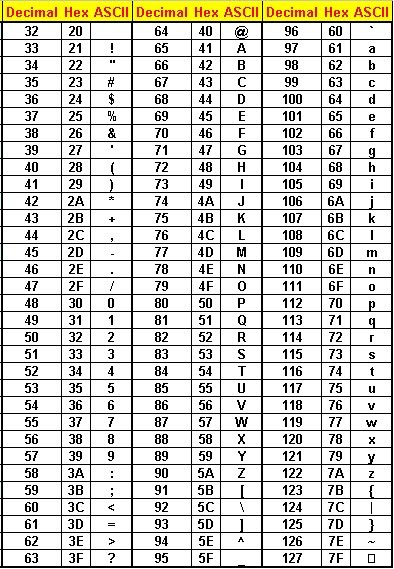 Decimal Hex ASCII Decimal Hex ASCII Decimal Hex ASCII
32 20 64 40 @ 96 60 `
33 21 ! 65 41 A 97 61 a
34 22 " 66 42 B 98 62 b
35 23 # 67 43 C 99 63 c
36 24 $ 68 44 D 100 64 d
37 25 % 69 45 E 101 65 e
38 26 & 70 46 F 102 66 f
39 27 ' 71 47 G 103 67 g
40 28 ( 72 48 H 104 68 h
41 29 ) 73 49 I 105 69 i
42 2A * 74 4A J 106 6A j
43 2B + 75 4B K 107 6B k
44 2C , 76 4C L 108 6C l
45 2D - 77 4D M 109 6D m
46 2E . 78 4E N 110 6E n
47 2F / 79 4F O 111 6F o
48 30 0 80 50 P 112 70 p
49 31 1 81 51 Q 113 71 q
50 32 2 82 52 R 114 72 r
51 33 3 83 53 S 115 73 s
52 34 4 84 54 T 116 74 t
53 35 5 85 55 U 117 75 u
54 36 6 86 56 V 118 76 v
55 37 7 87 57 W 119 77 w
56 38 8 88 58 X 120 78 x
57 39 9 89 59 Y 121 79 y
58 3A : 90 5A Z 122 7A z
59 3B ; 91 5B [ 123 7B {
60 3C < 92 5C \ 124 7C |
61 3D = 93 5D ] 125 7D }
62 3E > 94 5E ^ 126 7E ~
63 3F ? 95 5F _ 127 7F □